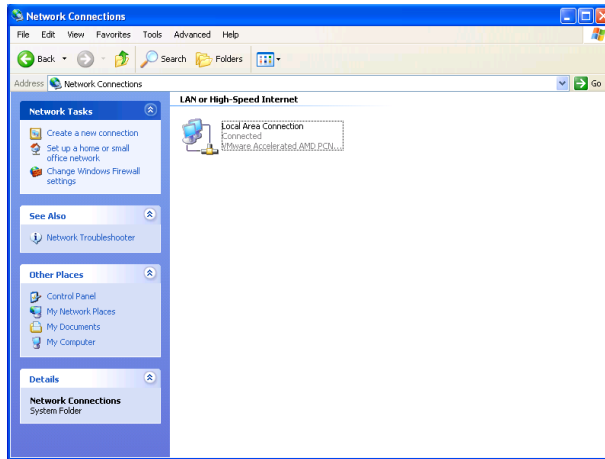 Network Connections
File Edit View Favorites Tools Advanced Help
Back Search Folders
Address Network Connections Go
Network Tasks
Create a new connection
Set up a home or small
office network
Change Windows Firewall
settings
See Also
Network Troubleshooter
Other Places
Control Panel
My Network Places
My Documents
My Computer
Details
Network Connections
System Folder
LAN or High-Speed Internet
Local Area Connection
Connected
VMware Accelerated AMD PCN...